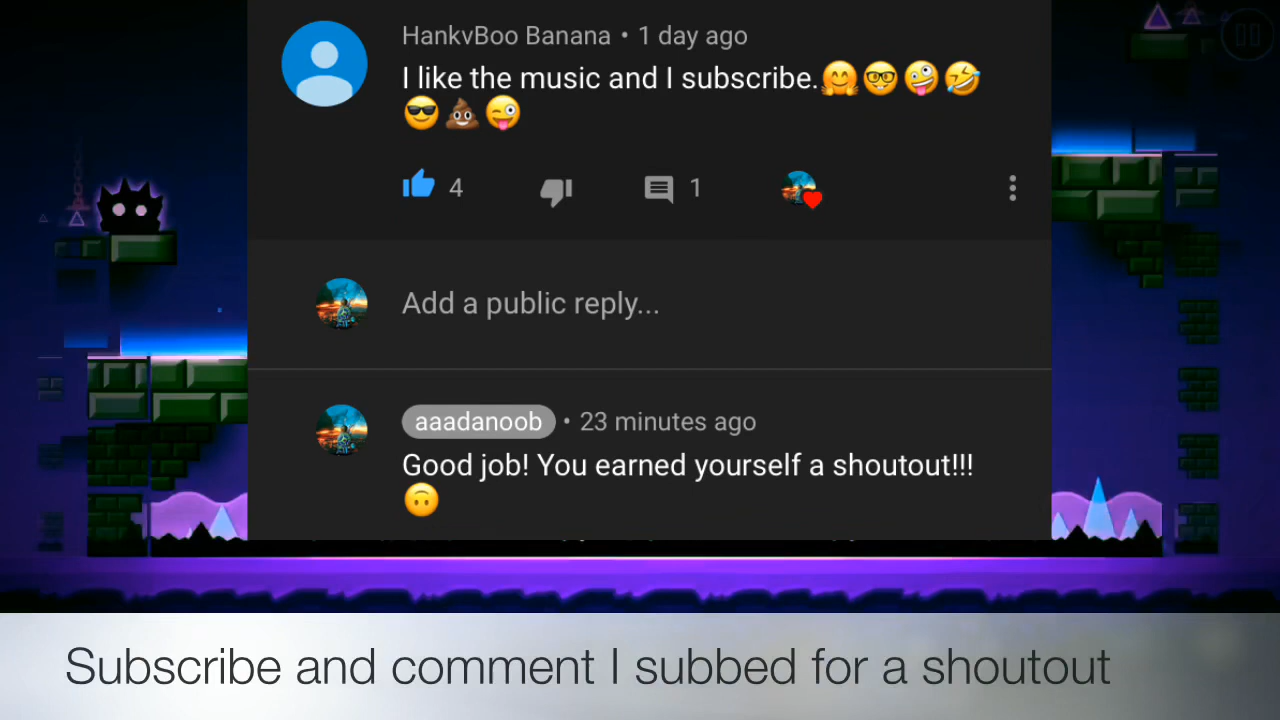 HankvBoo Banana • 1 day ago
I like the music and I subscribe.🤗🤓🤪🤣
😎💩😜
4
1
Add a public reply...
aaadanoob • 23 minutes ago
Good job! You earned yourself a shoutout!!!
🙃
Subscribe and comment I subbed for a shoutout